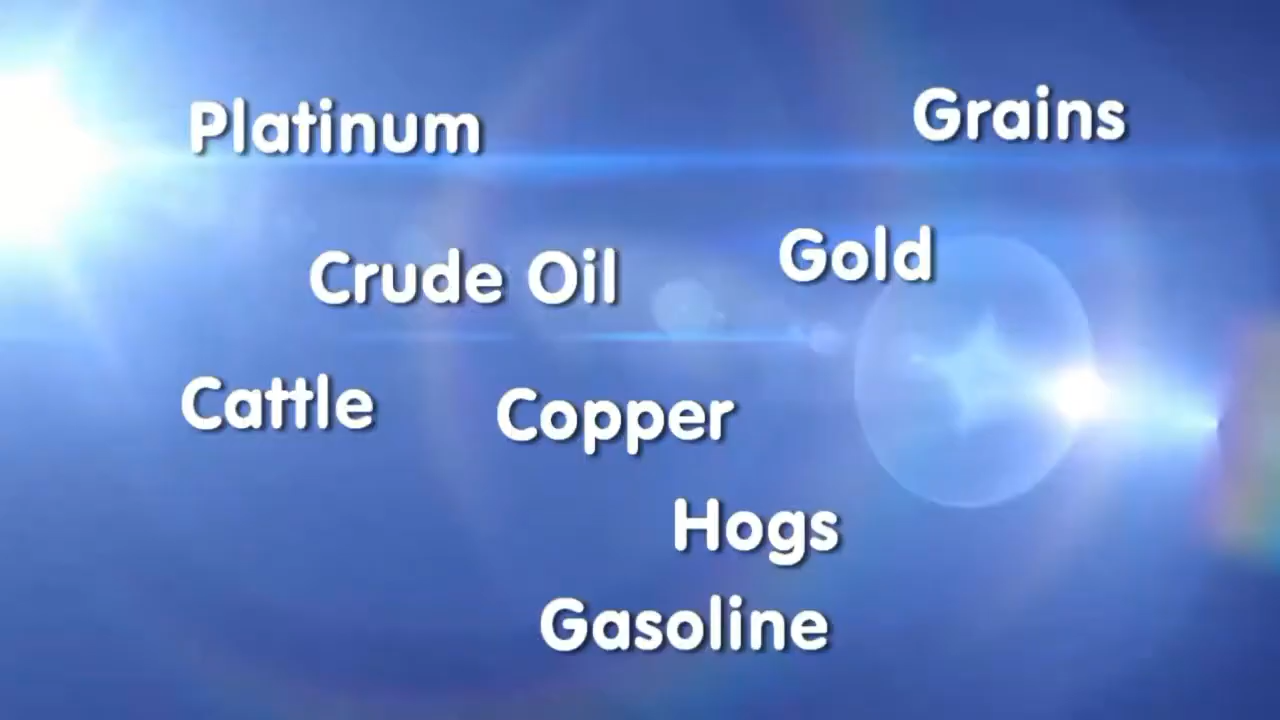 Platinum
Grains
Crude Oil
Gold
Cattle
Copper
Hogs
Gasoline